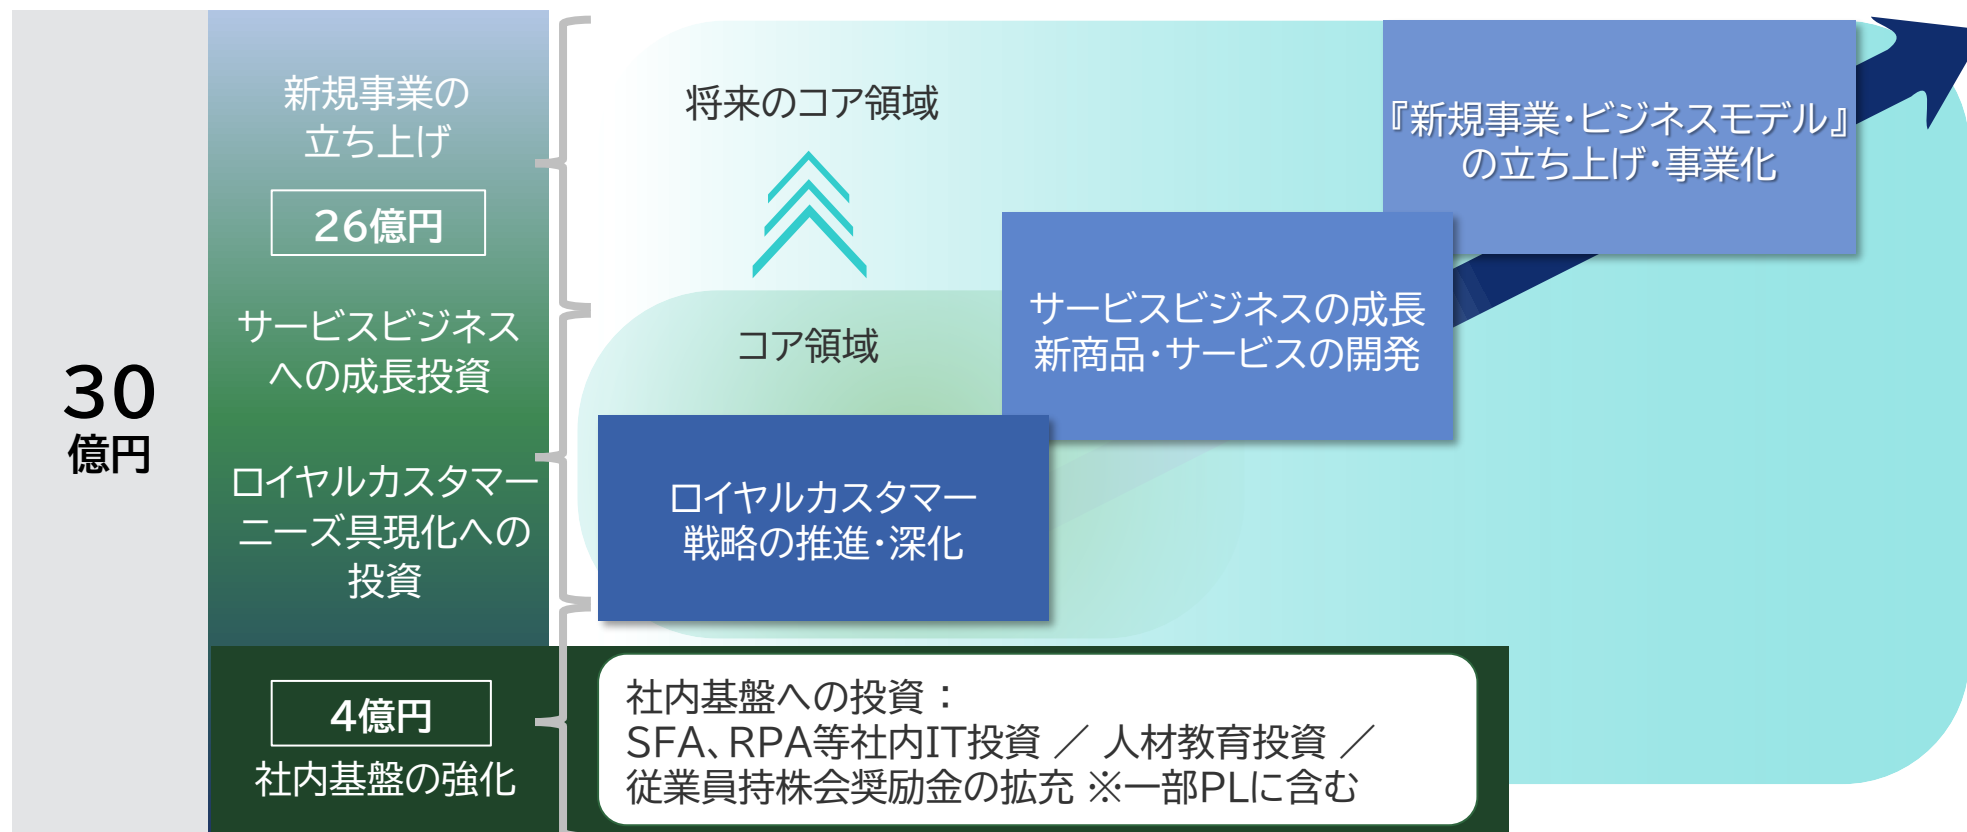 30
億円
新規事業の
立ち上げ
26億円
サービスビジネス
への成長投資
ロイヤルカスタマー
ニーズ具現化への
投資
4億円
社内基盤の強化
将来のコア領域
コア領域
『新規事業・ビジネスモデル』
の立ち上げ・事業化
サービスビジネスの成長
新商品・サービスの開発
ロイヤルカスタマー
戦略の推進・深化
社内基盤への投資：
SFA、RPA等社内IT投資 ／ 人材教育投資 ／
従業員持株会奨励金の拡充 ※一部PLに含む